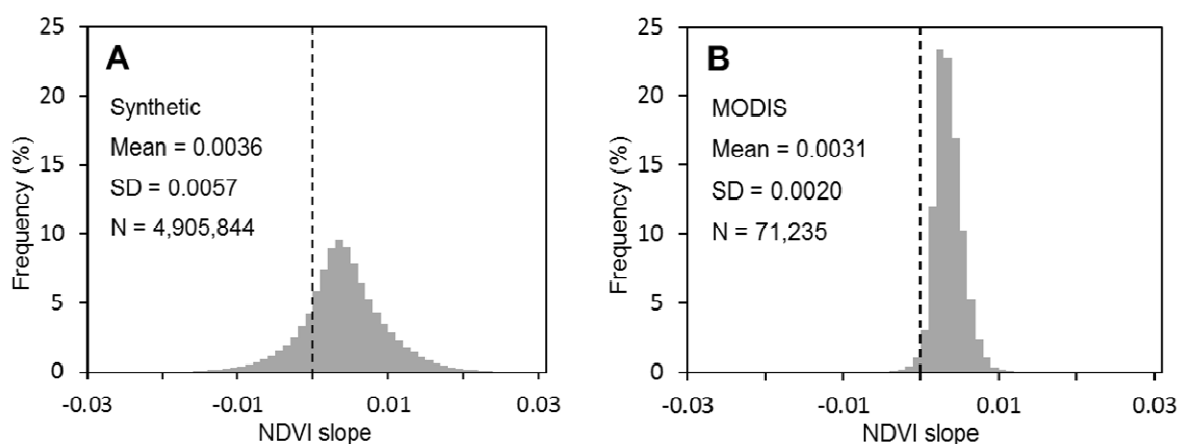 A
Synthetic
Mean = 0.0036
SD = 0.0057
N = 4,905,844
Frequency (%)
25
20
15
10
5
0
-0.03
-0.01
0.01
0.03
NDVI slope
B
MODIS
Mean = 0.0031
SD = 0.0020
N = 71,235
Frequency (%)
25
20
15
10
5
0
-0.03
-0.01
0.01
0.03
NDVI slope